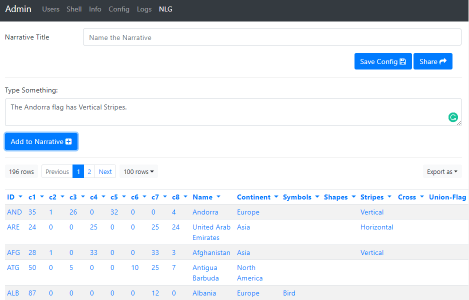 Admin Users Shell Info Config Logs NLG
Narrative Title Name the Narrative
Save Config Share
Type Something:
The Andorra flag has Vertical Stripes.
Add to Narrative
196 rows Previous 1 2 Next 100 rows Export as
ID c1 c2 c3 c4 c5 c6 c7 c8 Name Continent Symbols Shapes Stripes Cross Union-Flag
AND 35 1 26 0 32 0 0 4 Andorra Europe Vertical
ARE 24 0 0 25 0 0 25 24 United Arab Asia Horizontal
Emirates
AFG 28 1 0 33 0 0 33 3 Afghanistan Asia Vertical
ATG 50 0 5 0 0 10 25 7 Antigua North
Barbuda America
ALB 87 0 0 0 0 0 12 0 Albania Europe Bird